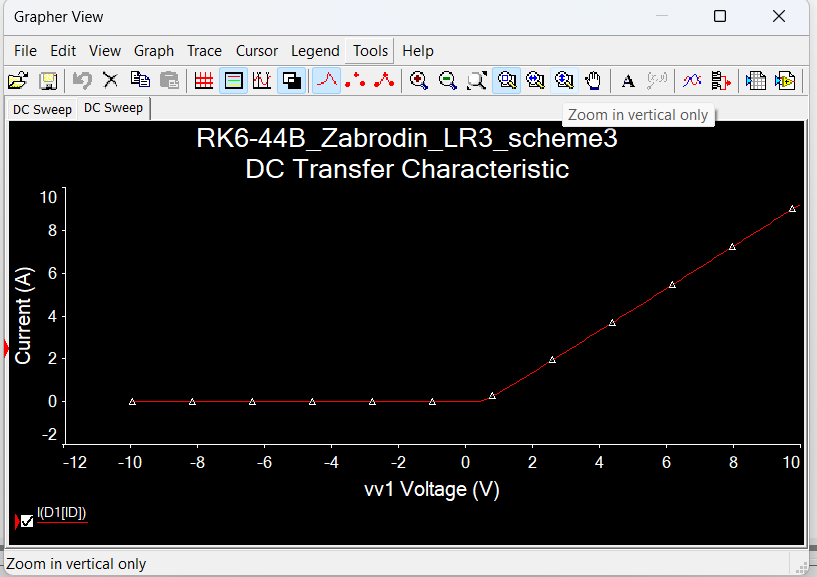 Grapher View
File Edit View Graph Trace Cursor Legend Tools Help
A
DC Sweep DC Sweep
Zoom in vertical only
RK6-44B_Zabrodin_LR3_scheme3
DC Transfer Characteristic
10
8
6
4
2
0
-2
Current (A)
-12 -10 -8 -6 -4 -2 0 2 4 6 8 10
vv1 Voltage (V)
I(D1[ID])
Zoom in vertical only